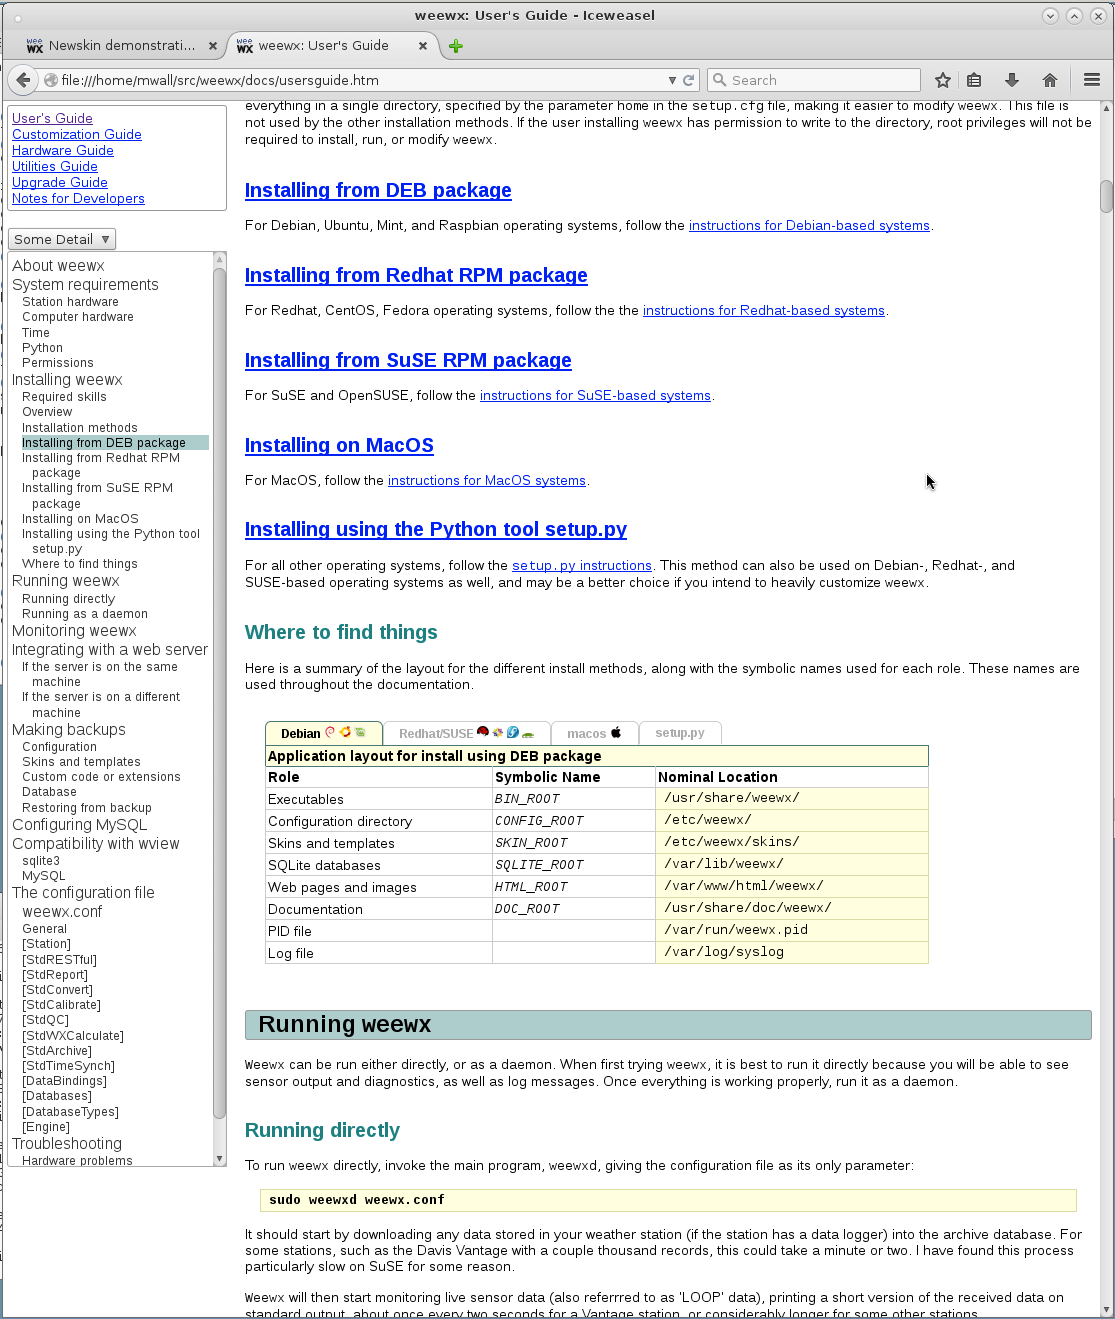 weewx: User's Guide - Iceweasel
Newskin demonstrati...
weewx: User's Guide
file:///home/mwall/src/weewx/docs/usersguide.htm
Search
User's Guide
Customization Guide
Hardware Guide
Utilities Guide
Upgrade Guide
Notes for Developers
Some Detail
About weewx
System requirements
Station hardware
Computer hardware
Time
Python
Permissions
Installing weewx
Required skills
Overview
Installation methods
Installing from DEB package
Installing from Redhat RPM
package
Installing from SuSE RPM
package
Installing on MacOS
Installing using the Python tool
setup.py
Where to find things
Running weewx
Running directly
Running as a daemon
Monitoring weewx
Integrating with a web server
If the server is on the same
machine
If the server is on a different
machine
Making backups
Configuration
Skins and templates
Custom code or extensions
Database
Restoring from backup
Configuring MySQL
Compatibility with wview
sqlite3
MySQL
The configuration file
weewx.conf
General
[Station]
[StdRESTful]
[StdReport]
[StdConvert]
[StdCalibrate]
[StdQC]
[StdWXCalculate]
[StdArchive]
[StdTimeSynch]
[DataBindings]
[Databases]
[DatabaseTypes]
[Engine]
Troubleshooting
Hardware problems
everything in a single directory, specified by the parameter home in the setup.cfg file, making it easier to modify weewx. This file is
not used by the other installation methods. If the user installing weewx has permission to write to the directory, root privileges will not be
required to install, run, or modify weewx.
Installing from DEB package
For Debian, Ubuntu, Mint, and Raspbian operating systems, follow the instructions for Debian-based systems.
Installing from Redhat RPM package
For Redhat, CentOS, Fedora operating systems, follow the the instructions for Redhat-based systems.
Installing from SuSE RPM package
For SuSE and OpenSUSE, follow the instructions for SuSE-based systems.
Installing on MacOS
For MacOS, follow the instructions for MacOS systems.
Installing using the Python tool setup.py
For all other operating systems, follow the setup.py instructions. This method can also be used on Debian-, Redhat-, and
SUSE-based operating systems as well, and may be a better choice if you intend to heavily customize weewx.
Where to find things
Here is a summary of the layout for the different install methods, along with the symbolic names used for each role. These names are
used throughout the documentation.
Debian Redhat/SUSE macos setup.py
Application layout for install using DEB package
Role Symbolic Name Nominal Location
Executables BIN_ROOT /usr/share/weewx/
Configuration directory CONFIG_ROOT /etc/weewx/
Skins and templates SKIN_ROOT /etc/weewx/skins/
SQLite databases SQLITE_ROOT /var/lib/weewx/
Web pages and images HTML_ROOT /var/www/html/weewx/
Documentation DOC_ROOT /usr/share/doc/weewx/
PID file /var/run/weewx.pid
Log file /var/log/syslog
Running weewx
Weewx can be run either directly, or as a daemon. When first trying weewx, it is best to run it directly because you will be able to see
sensor output and diagnostics, as well as log messages. Once everything is working properly, run it as a daemon.
Running directly
To run weewx directly, invoke the main program, weewxd, giving the configuration file as its only parameter:
sudo weewxd weewx.conf
It should start by downloading any data stored in your weather station (if the station has a data logger) into the archive database. For
some stations, such as the Davis Vantage with a couple thousand records, this could take a minute or two. I have found this process
particularly slow on SuSE for some reason.
Weewx will then start monitoring live sensor data (also referrred to as 'LOOP' data), printing a short version of the received data on
standard output, about once every two seconds for a Vantage station, or considerably longer for some other stations.